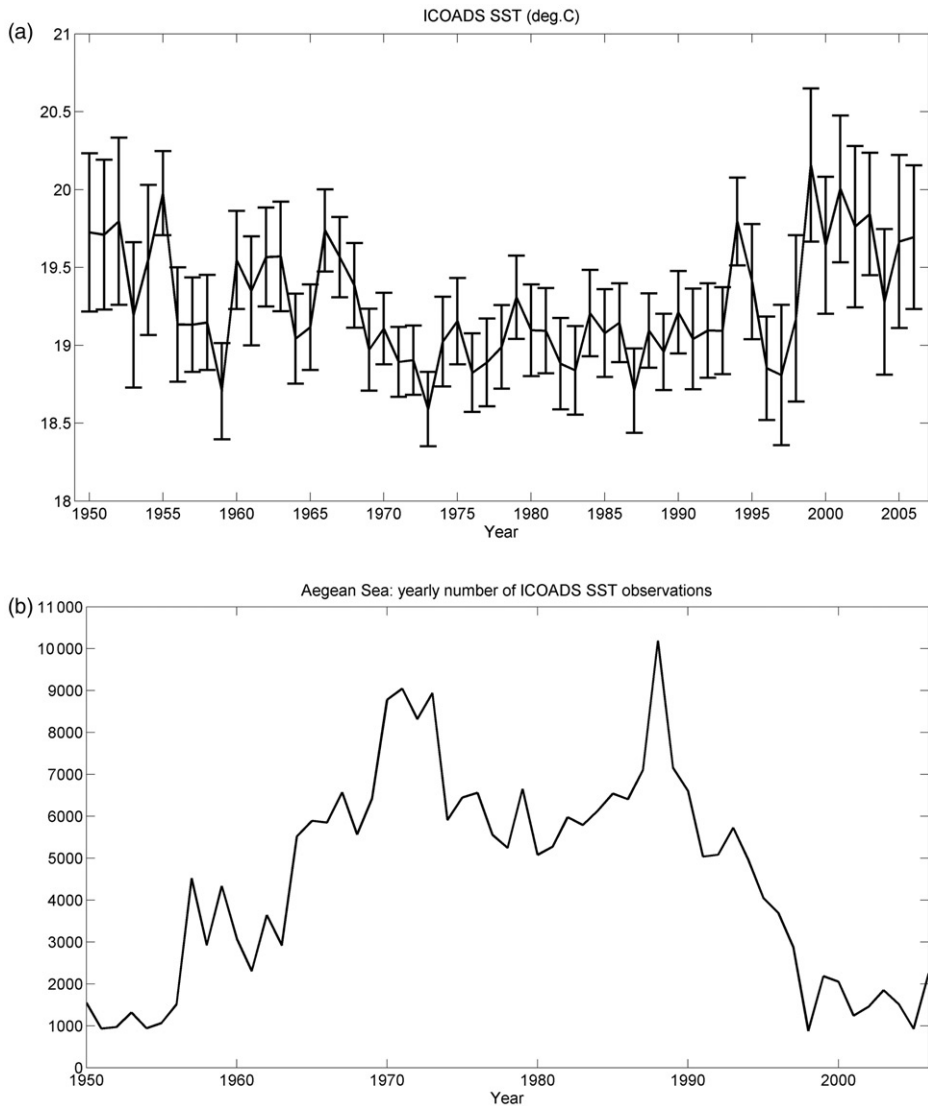 (a)
ICOADS SST (deg.C)
21
20.5
20
19.5
19
18.5
18
1950 1955 1960 1965 1970 1975 1980 1985 1990 1995 2000 2005
Year
(b)
Aegean Sea: yearly number of ICOADS SST observations
11 000
10 000
9000
8000
7000
6000
5000
4000
3000
2000
1000
0
1950 1960 1970 1980 1990 2000
Year